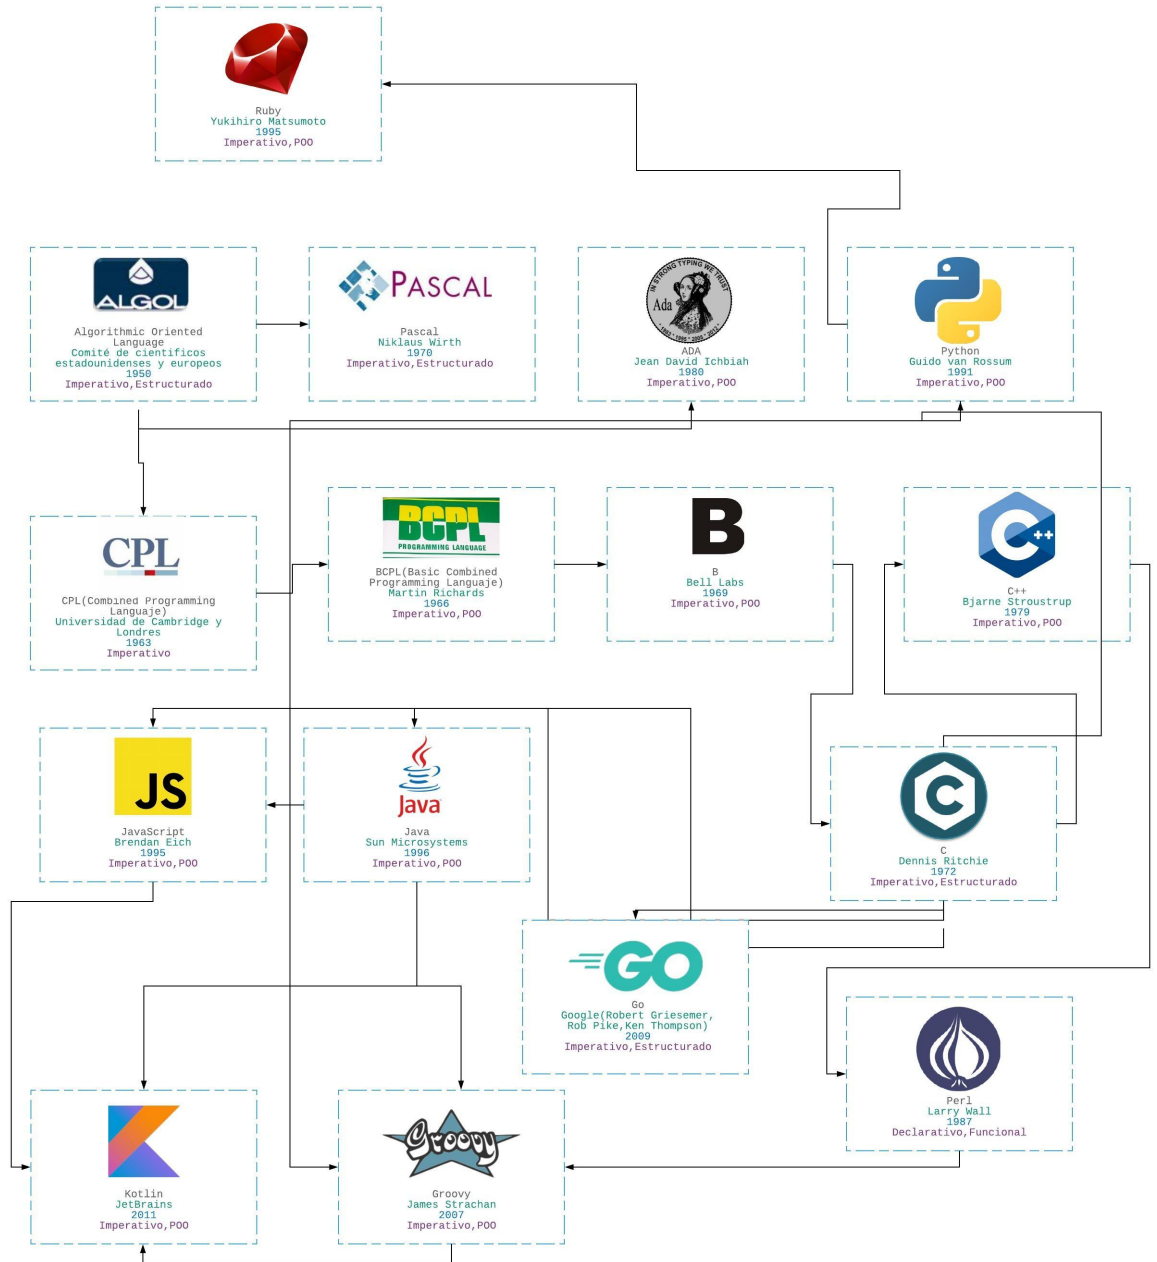 Ruby
Yukihiro Matsumoto
1995
Imperativo,POO
ALGOL
Algorithmic Oriented
Language
Comité de cientificos
estadounidenses y europeos
1950
Imperativo,Estructurado
PASCAL
Pascal
Niklaus Wirth
1970
Imperativo,Estructurado
IN STRONG TYPING WE TRUST
Ada
ADA
Jean David Ichbiah
1980
Imperativo,POO
Python
Guido van Rossum
1991
Imperativo,POO
CPL
CPL(Combined Programming
Languaje)
Universidad de Cambridge y
Londres
1963
Imperativo
BCPL
PROGRAMMING LANGUAGE
BCPL(Basic Combined
Programming Languaje)
Martin Richards
1966
Imperativo,POO
B
B
Bell Labs
1969
Imperativo,POO
C++
C++
Bjarne Stroustrup
1979
Imperativo,POO
JS
JavaScript
Brendan Eich
1995
Imperativo,POO
Java
Java
Sun Microsystems
1996
Imperativo,POO
C
C
Dennis Ritchie
1972
Imperativo,Estructurado
GO
Go
Google(Robert Griesemer,
Rob Pike,Ken Thompson)
2009
Imperativo,Estructurado
Perl
Larry Wall
1987
Declarativo,Funcional
Kotlin
JetBrains
2011
Imperativo,POO
Groovy
Groovy
James Strachan
2007
Imperativo,POO